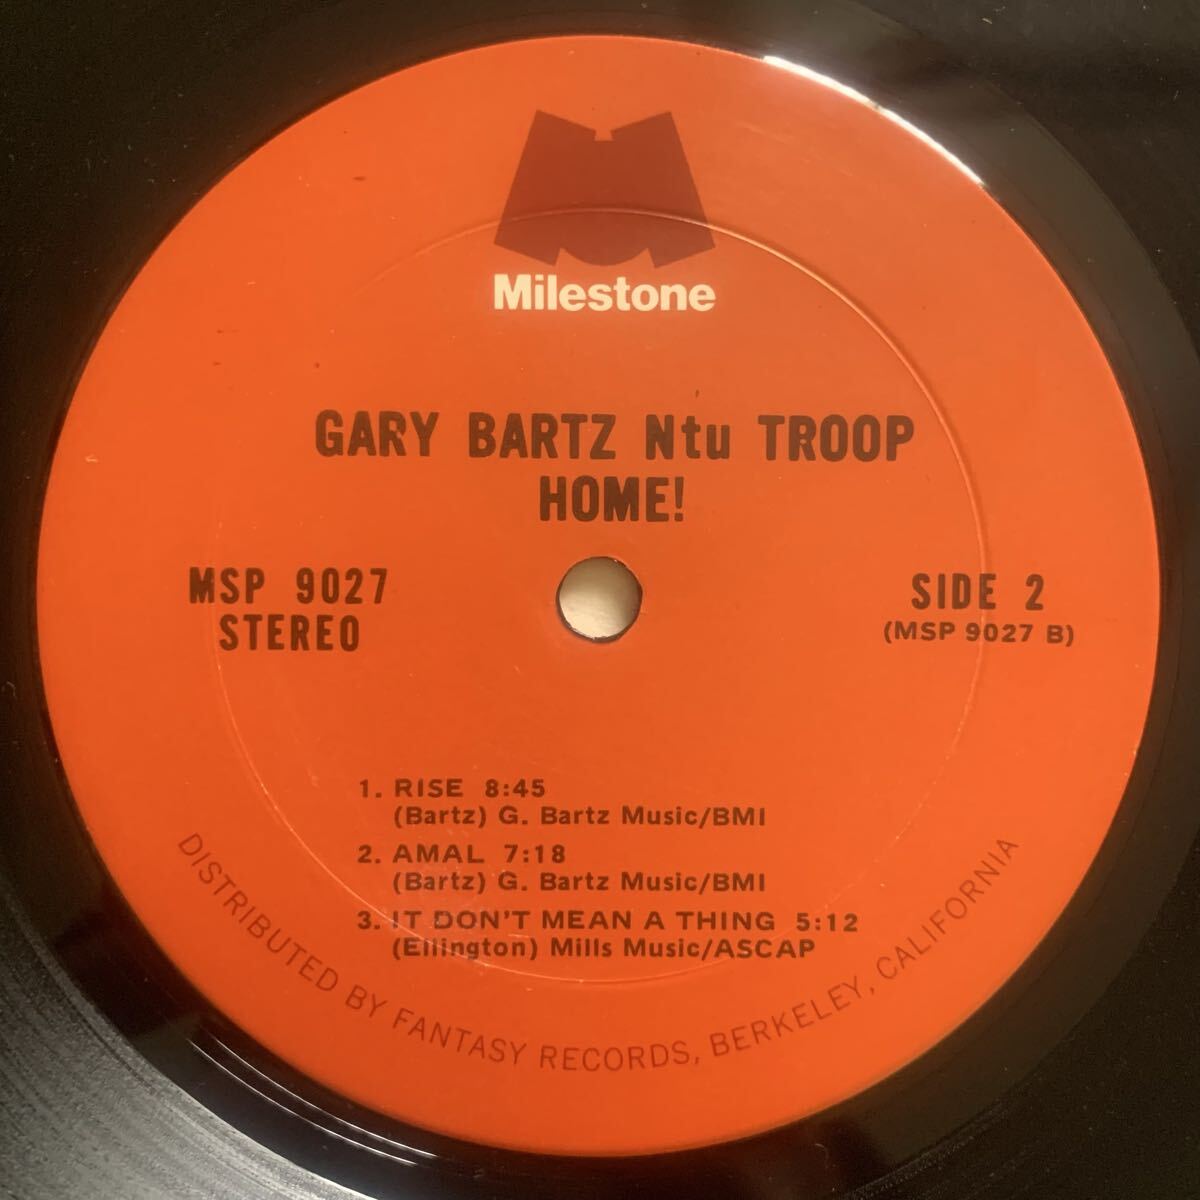 Milestone
GARY BARTZ Ntu TROOP
HOME!
MSP 9027
STEREO
SIDE 2
(MSP 9027 B)
1. RISE 8:45
(Bartz) G. Bartz Music/BMI
2. AMAL 7:18
(Bartz) G. Bartz Music/BMI
3. IT DON'T MEAN A THING 5:12
(Ellington) Mills Music/ASCAP
DISTRIBUTED BY FANTASY RECORDS, BERKELEY, CALIFORNIA